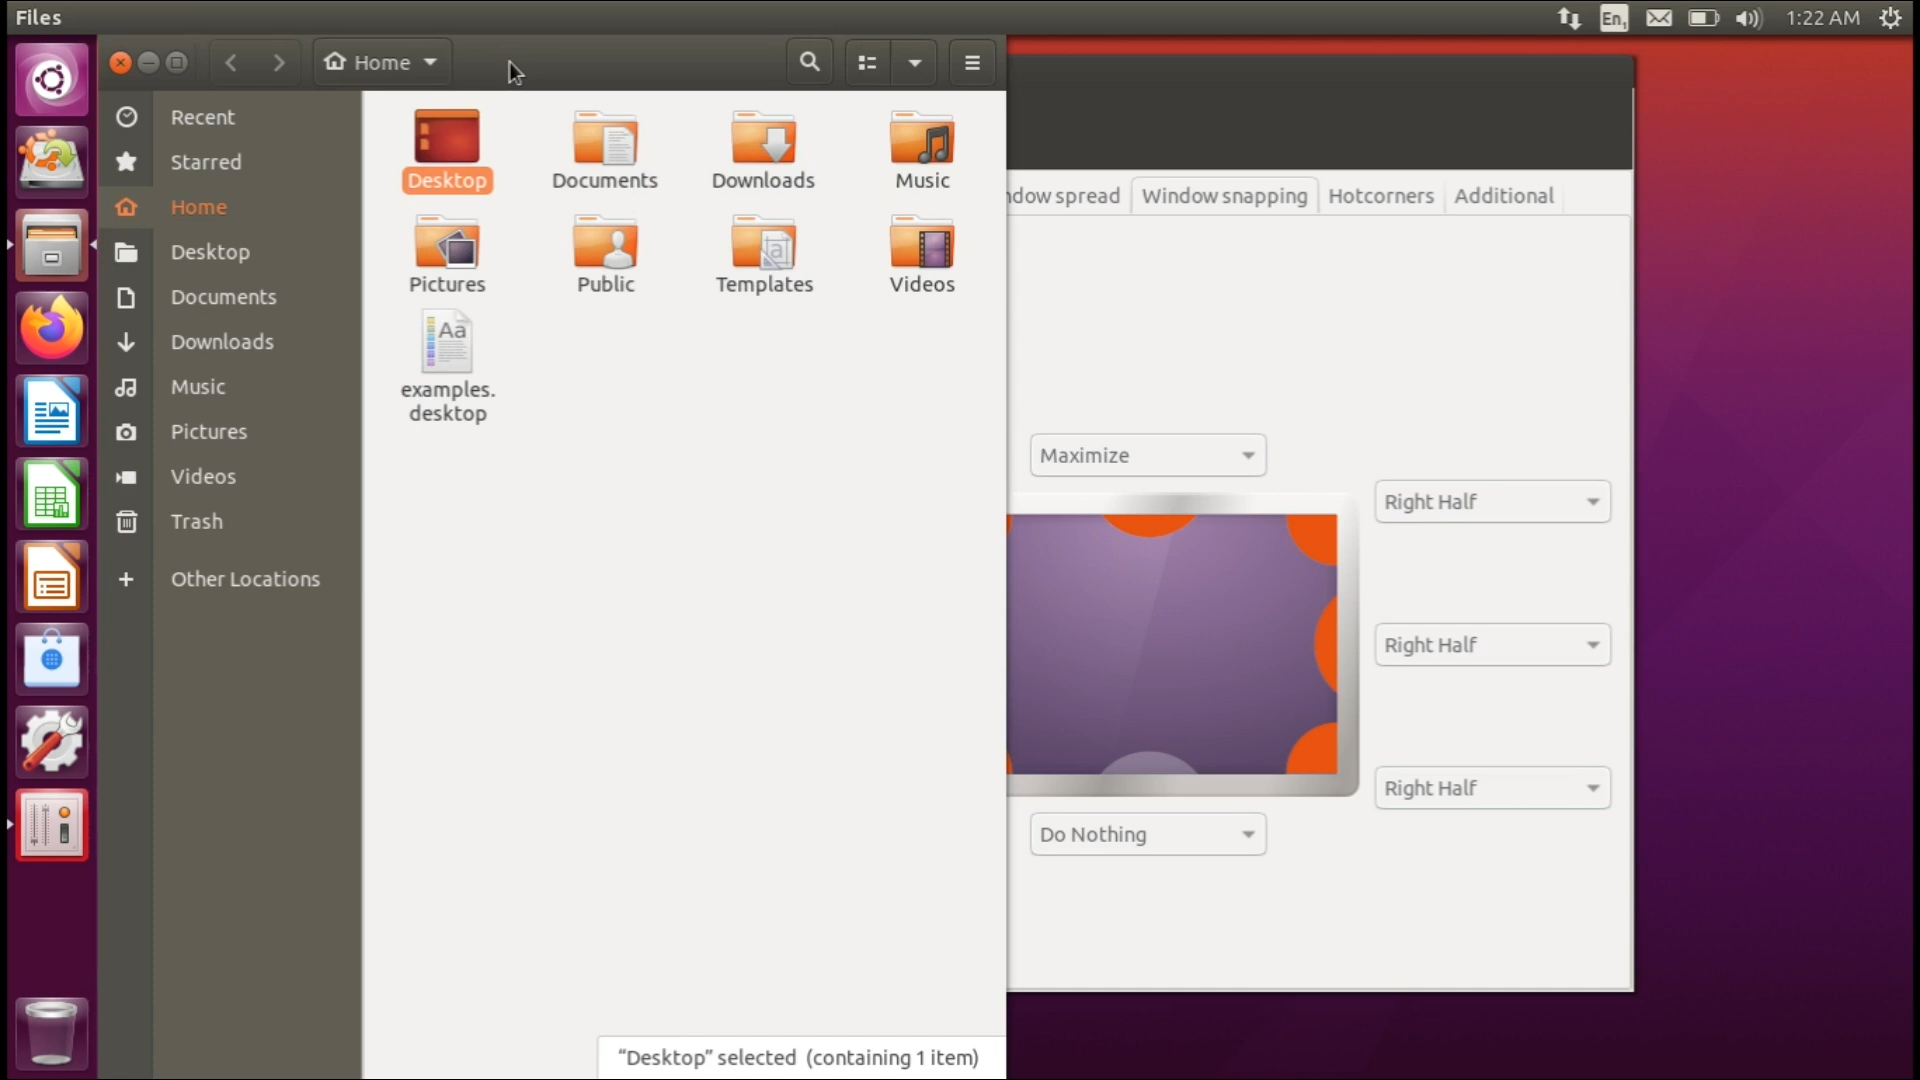 Files
En1
1:22 AM
Home
Recent
Starred
Home
Desktop
Documents
Downloads
Music
Pictures
Videos
Trash
Other Locations
Desktop
Documents
Downloads
Music
Pictures
Public
Templates
Videos
Aa
examples.
desktop
"Desktop" selected (containing 1 item)
ndow spread
Window snapping
Hotcorners
Additional
Maximize
Right Half
Right Half
Right Half
Do Nothing